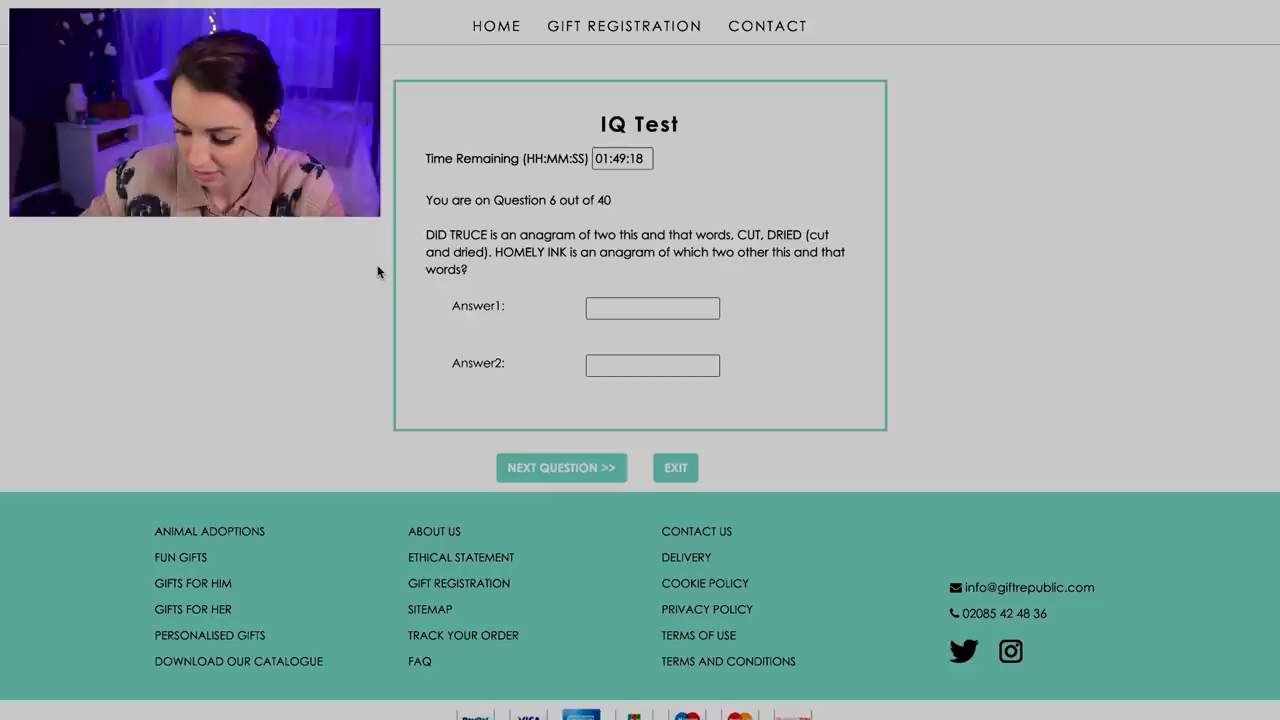 HOME GIFT REGISTRATION CONTACT
IQ Test
Time Remaining (HH:MM:SS) 01:49:18
You are on Question 6 out of 40
DID TRUCE is an anagram of two this and that words, CUT, DRIED (cut
and dried). HOMELY INK is an anagram of which two other this and that
words?
Answer1:
Answer2:
NEXT QUESTION >> EXIT
ANIMAL ADOPTIONS
FUN GIFTS
GIFTS FOR HIM
GIFTS FOR HER
PERSONALISED GIFTS
DOWNLOAD OUR CATALOGUE
ABOUT US
ETHICAL STATEMENT
GIFT REGISTRATION
SITEMAP
TRACK YOUR ORDER
FAQ
CONTACT US
DELIVERY
COOKIE POLICY
PRIVACY POLICY
TERMS OF USE
TERMS AND CONDITIONS
info@giftrepublic.com
02085 42 48 36
PayPal VISA